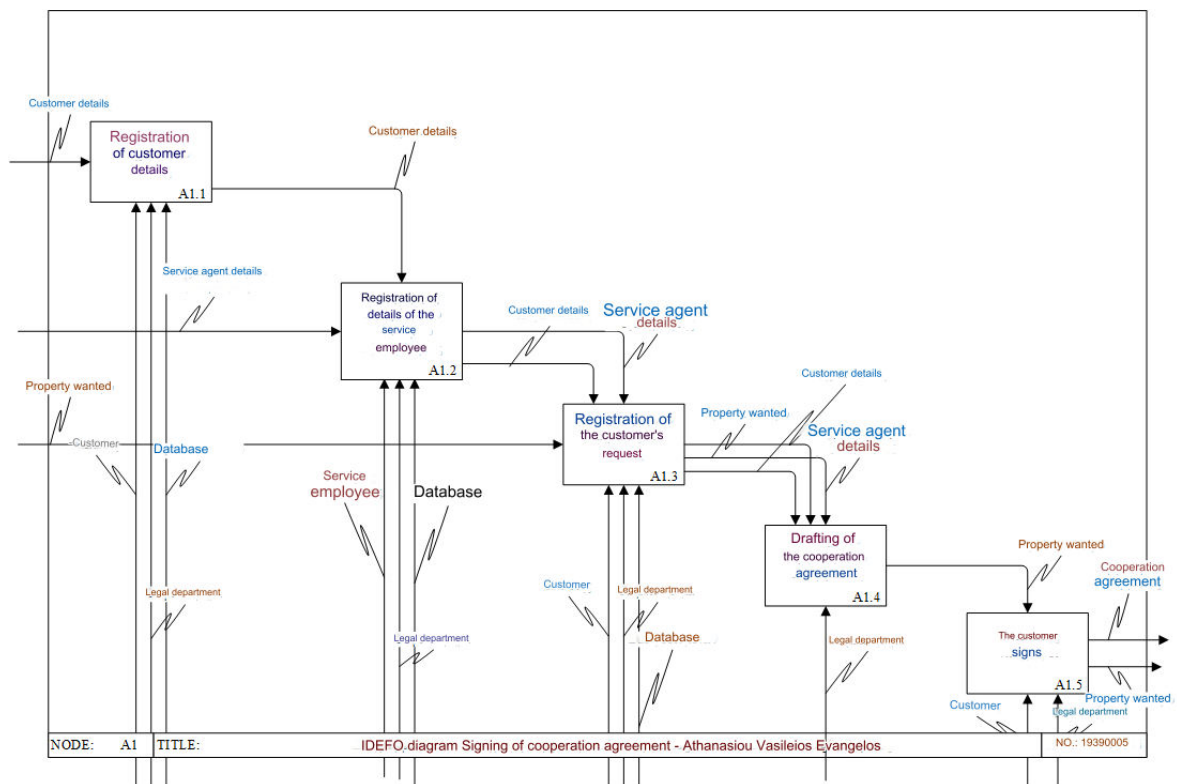 Customer details
Registration
of customer
details
A1.1
Customer details
Service agent details
Registration of
details of the
service
employee
A1.2
Customer details
Service agent
details
Property wanted
Customer
Database
Registration of
the customer's
request
A1.3
Customer details
Property wanted
Service agent
details
Service
employee
Database
Drafting of
the cooperation
agreement
A1.4
Property wanted
Cooperation
agreement
Legal department
Customer
Legal department
Database
Legal department
Legal department
The customer
signs
A1.5
Customer
Property wanted
Legal department
NODE: A1 TITLE: IDEFO diagram Signing of cooperation agreement - Athanasiou Vasileios Evangelos NO.: 19390005